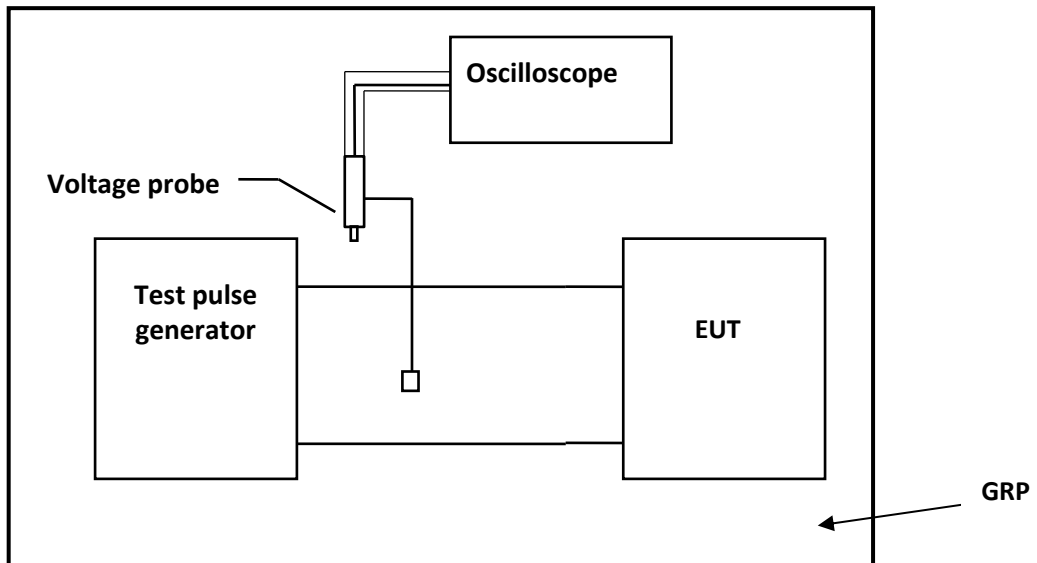 Oscilloscope
Voltage probe
Test pulse
generator
EUT
GRP